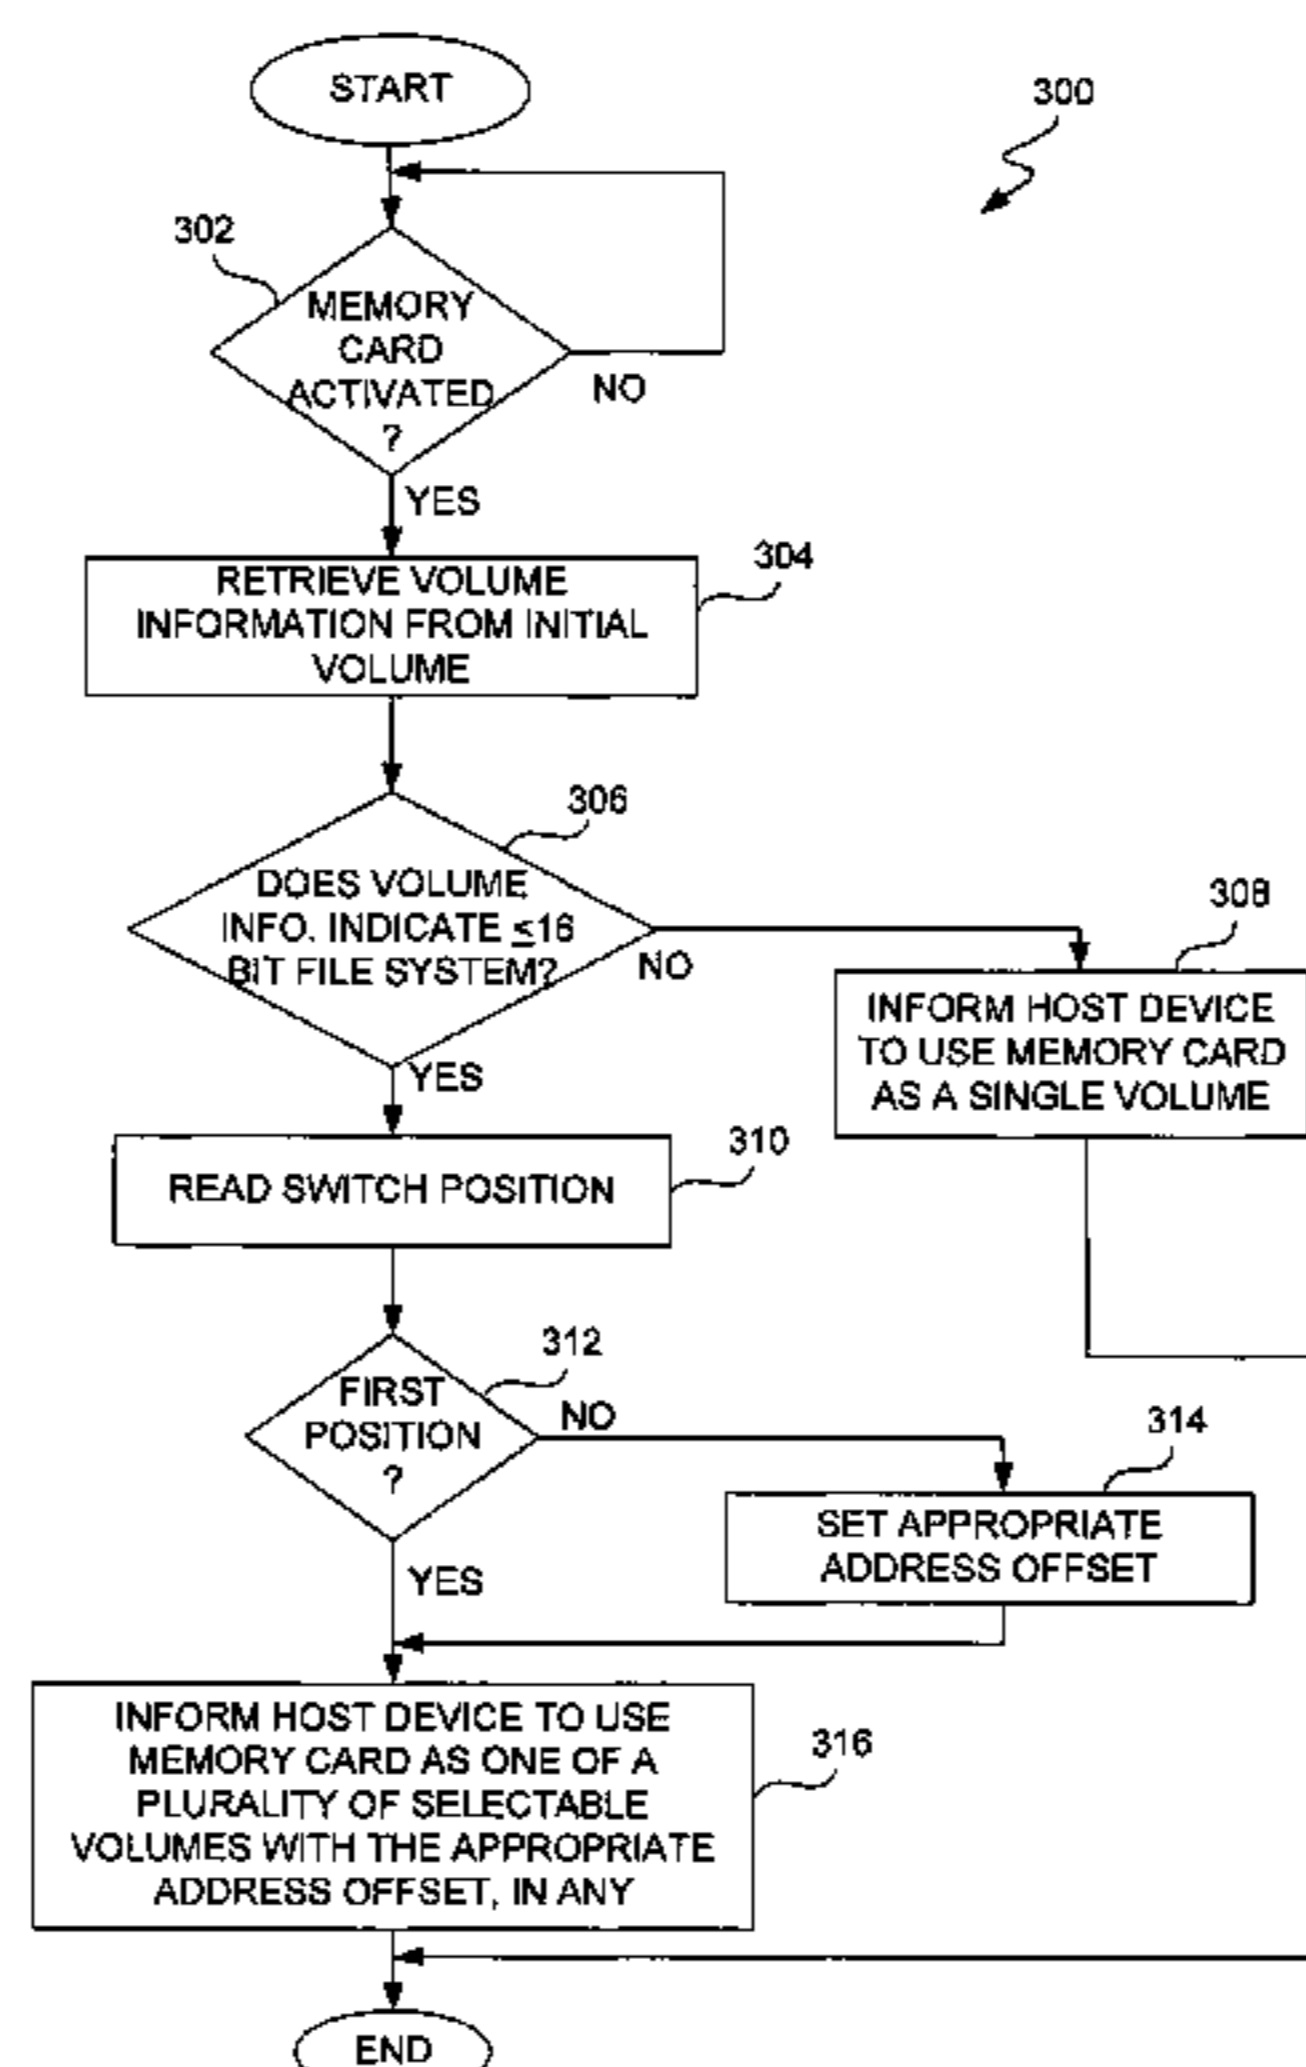 START
300
302
MEMORY
CARD
ACTIVATED
?
NO
YES
304
RETRIEVE VOLUME
INFORMATION FROM INITIAL
VOLUME
306
DOES VOLUME
INFO. INDICATE ≤16
BIT FILE SYSTEM?
NO
YES
308
INFORM HOST DEVICE
TO USE MEMORY CARD
AS A SINGLE VOLUME
310
READ SWITCH POSITION
312
FIRST
POSITION
?
NO
YES
314
SET APPROPRIATE
ADDRESS OFFSET
316
INFORM HOST DEVICE TO USE
MEMORY CARD AS ONE OF A
PLURALITY OF SELECTABLE
VOLUMES WITH THE APPROPRIATE
ADDRESS OFFSET, IN ANY
END